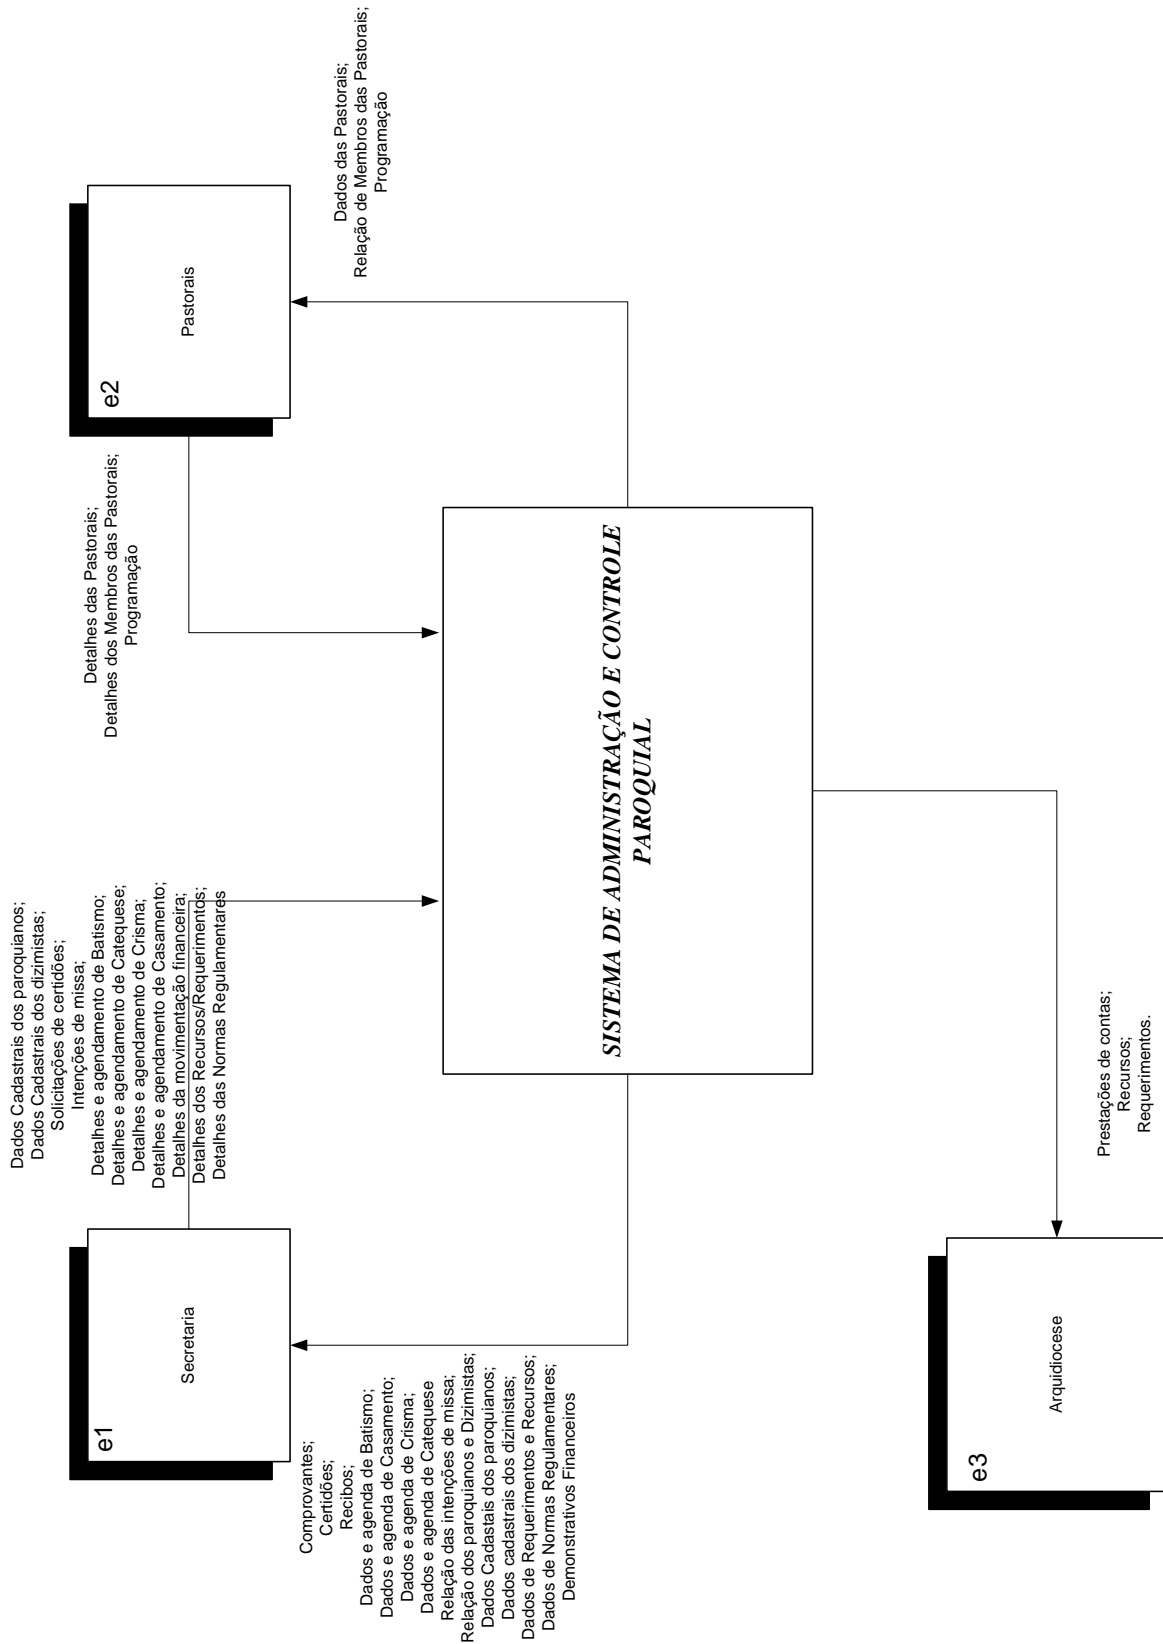 e1
Secretaria
Dados Cadastrais dos paroquianos;
Dados Cadastrais dos dizimistas;
Solicitações de certidões;
Intenções de missa;
Detalhes e agendamento de Batismo;
Detalhes e agendamento de Catequese;
Detalhes e agendamento de Crisma;
Detalhes e agendamento de Casamento;
Detalhes da movimentação financeira;
Detalhes dos Recursos/Requerimentos;
Detalhes das Normas Regulamentares
Detalhes das Pastorais;
Detalhes dos Membros das Pastorais;
Programação
e2
Pastorais
Comprovantes;
Certidões;
Recibos;
Dados e agenda de Batismo;
Dados e agenda de Casamento;
Dados e agenda de Crisma;
Dados e agenda de Catequese
Relação das intenções de missa;
Relação dos paroquianos e Dizimistas;
Dados Cadastais dos paroquianos;
Dados cadastrais dos dizimistas;
Dados de Requerimentos e Recursos;
Dados de Normas Regulamentares;
Demonstrativos Financeiros
SISTEMA DE ADMINISTRAÇÃO E CONTROLE
PAROQUIAL
Dados das Pastorais;
Relação de Membros das Pastorais;
Programação
e3
Arquidiocese
Prestações de contas;
Recursos;
Requerimentos.